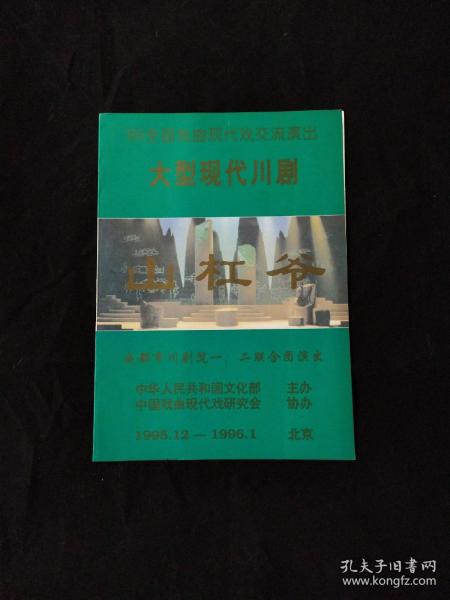 '95全国戏曲现代戏交流演出
大型现代川剧
山杠爷
成都市川剧院一、二联合团演出
中华人民共和国文化部 主办
中国戏曲现代戏研究会 协办
1995.12—1996.1 北京
孔夫子旧书网
www.kongfz.com